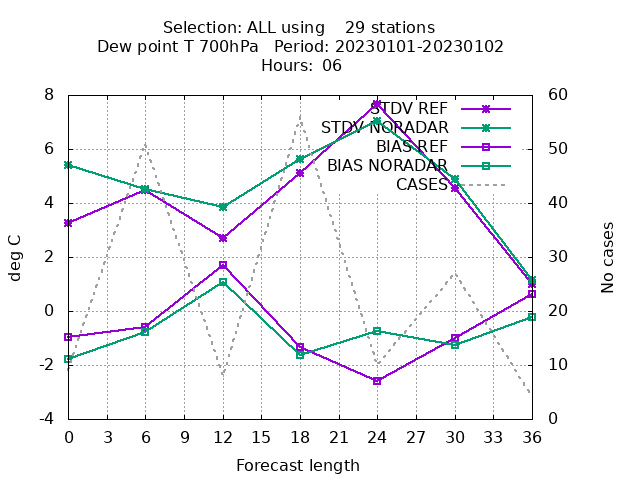 Selection: ALL using 29 stations
Dew point T 700hPa Period: 20230101-20230102
Hours: 06
8 60
STDV REF
STDV NORADAR
6 50
BIAS REF
BIAS NORADAR
CASES
4 40
2 30
0 20
-2 10
-4 0
deg C
No cases
0 3 6 9 12 15 18 21 24 27 30 33 36
Forecast length